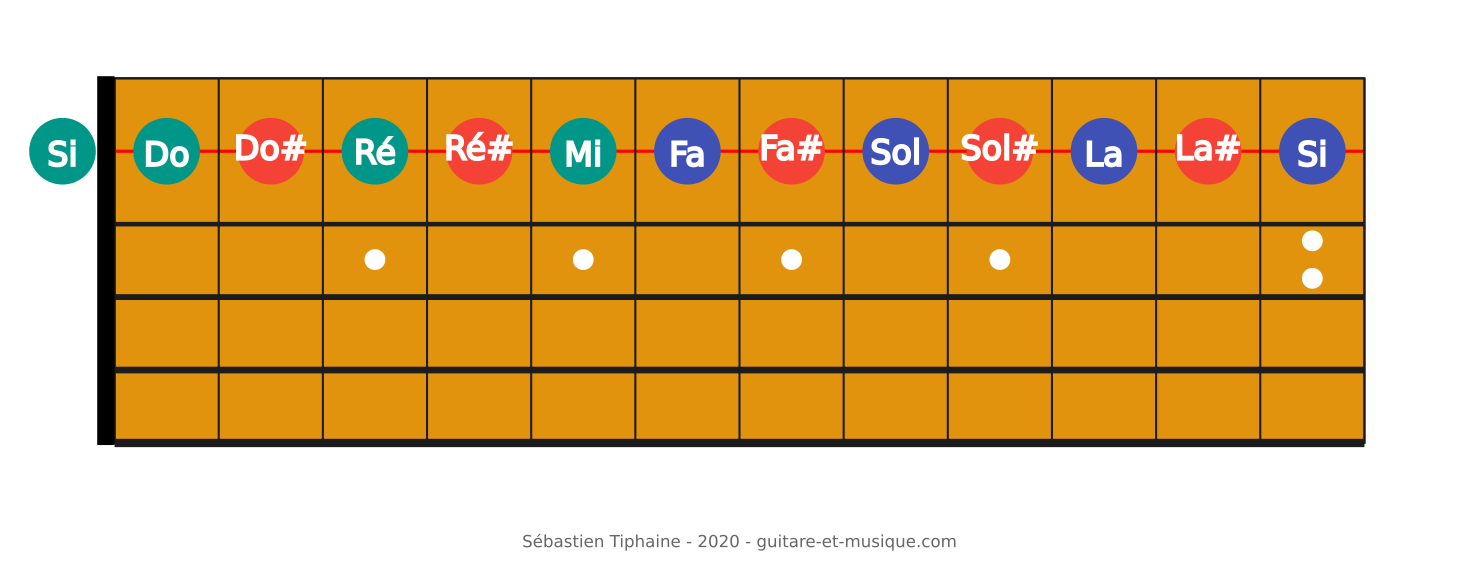 Si Do Do# Ré Ré# Mi Fa Fa# Sol Sol# La La# Si
Sébastien Tiphaine - 2020 - guitare-et-musique.com